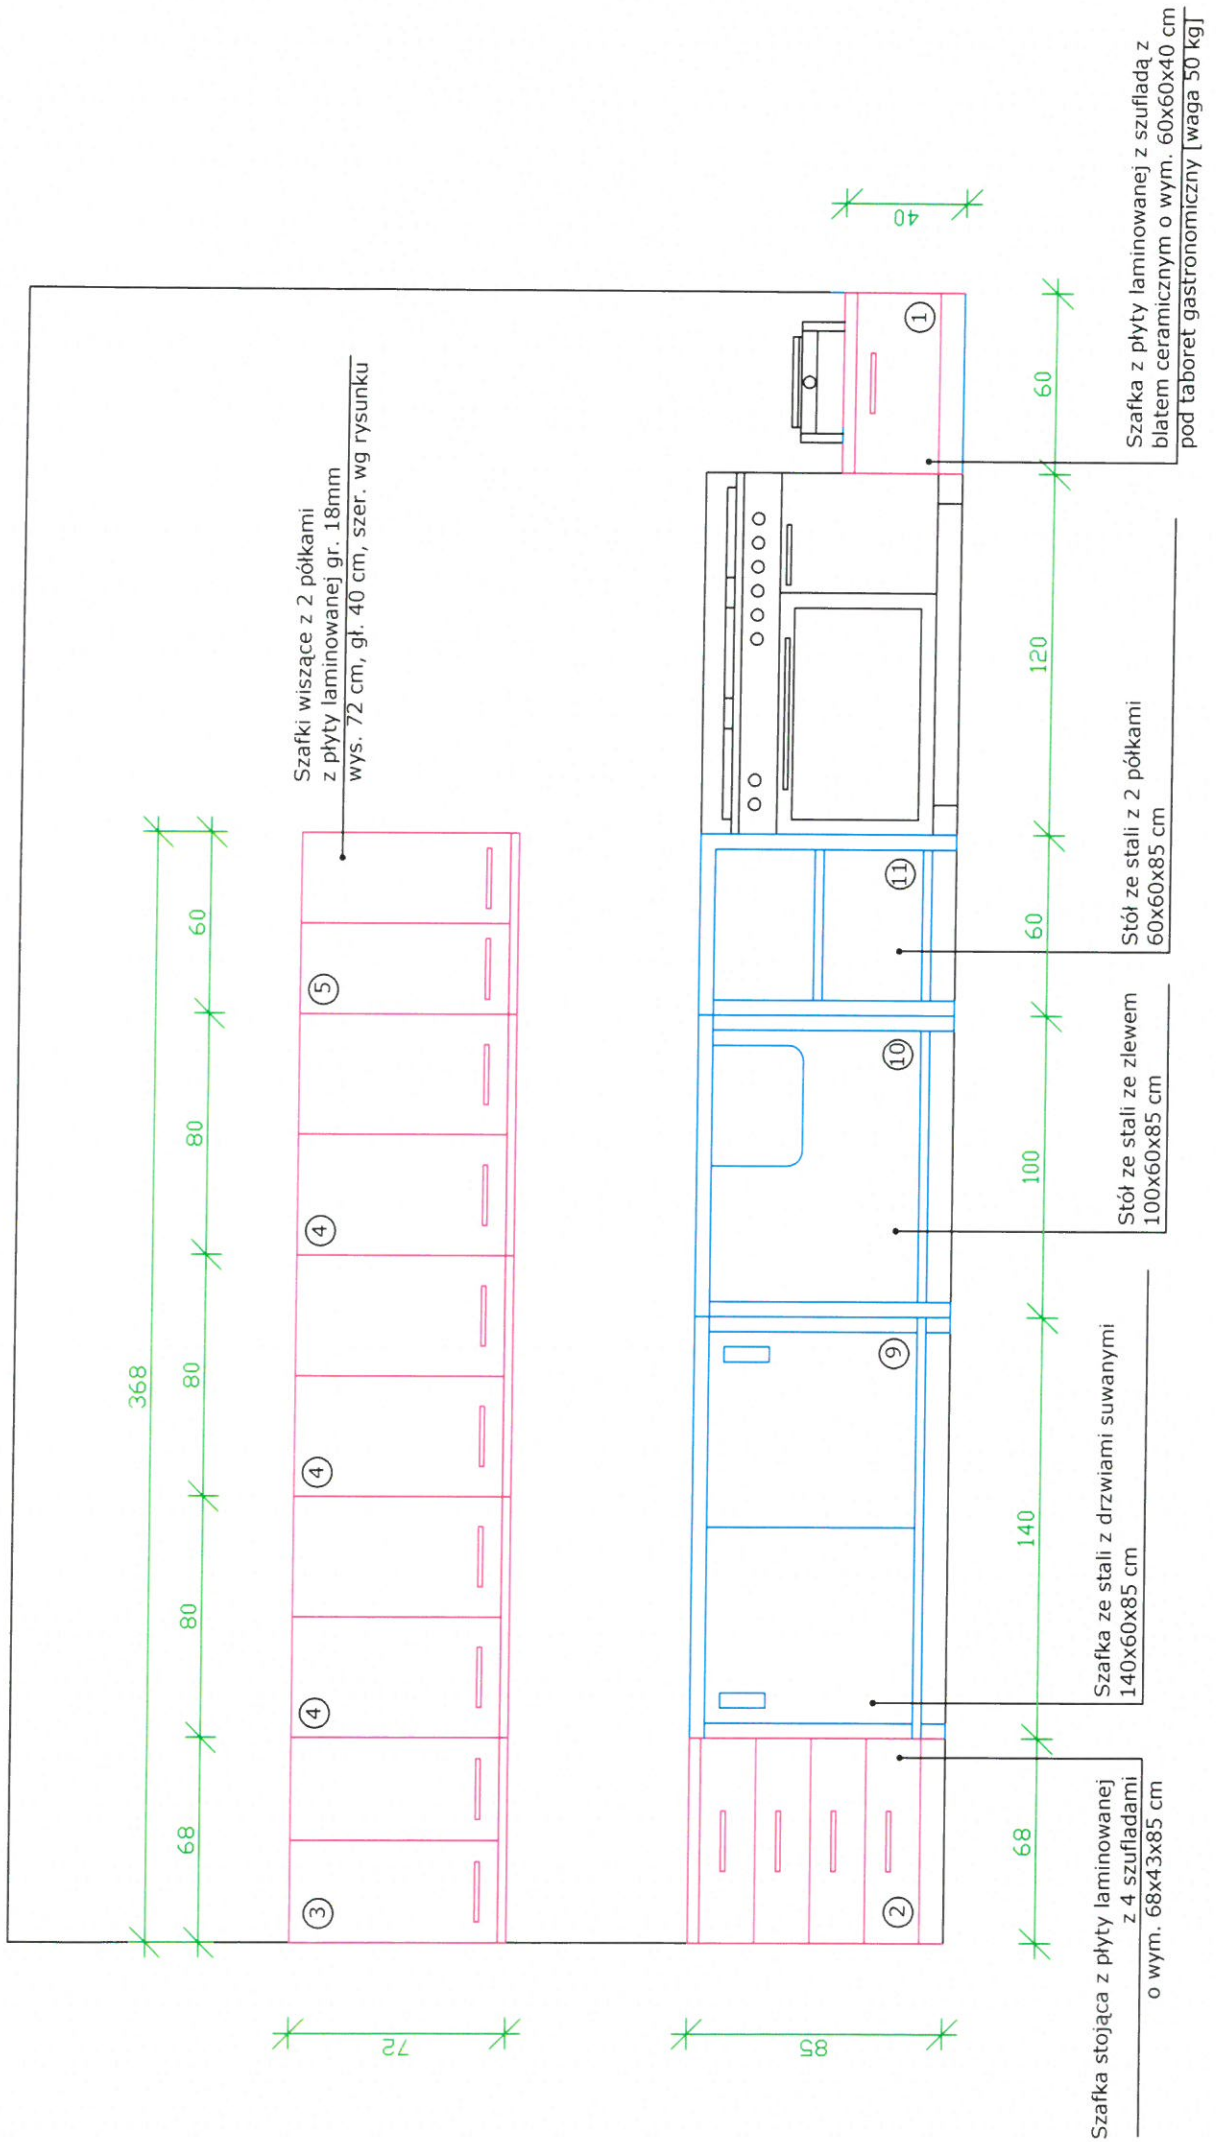 368
68
80
80
80
60
72
3
4
4
4
5
Szafki wiszące z 2 półkami
z płyty laminowanej gr. 18mm
wys. 72 cm, gł. 40 cm, szer. wg rysunku
85
2
9
10
11
1
40
68
140
100
60
120
60
Szafka stojąca z płyty laminowanej
z 4 szufladami
o wym. 68x43x85 cm
Szafka ze stali z drzwiami suwanymi
140x60x85 cm
Stół ze stali ze zlewem
100x60x85 cm
Stół ze stali z 2 półkami
60x60x85 cm
Szafka z płyty laminowanej z szufladą z
blatem ceramicznym o wym. 60x60x40 cm
pod taboret gastronomiczny [waga 50 kg]